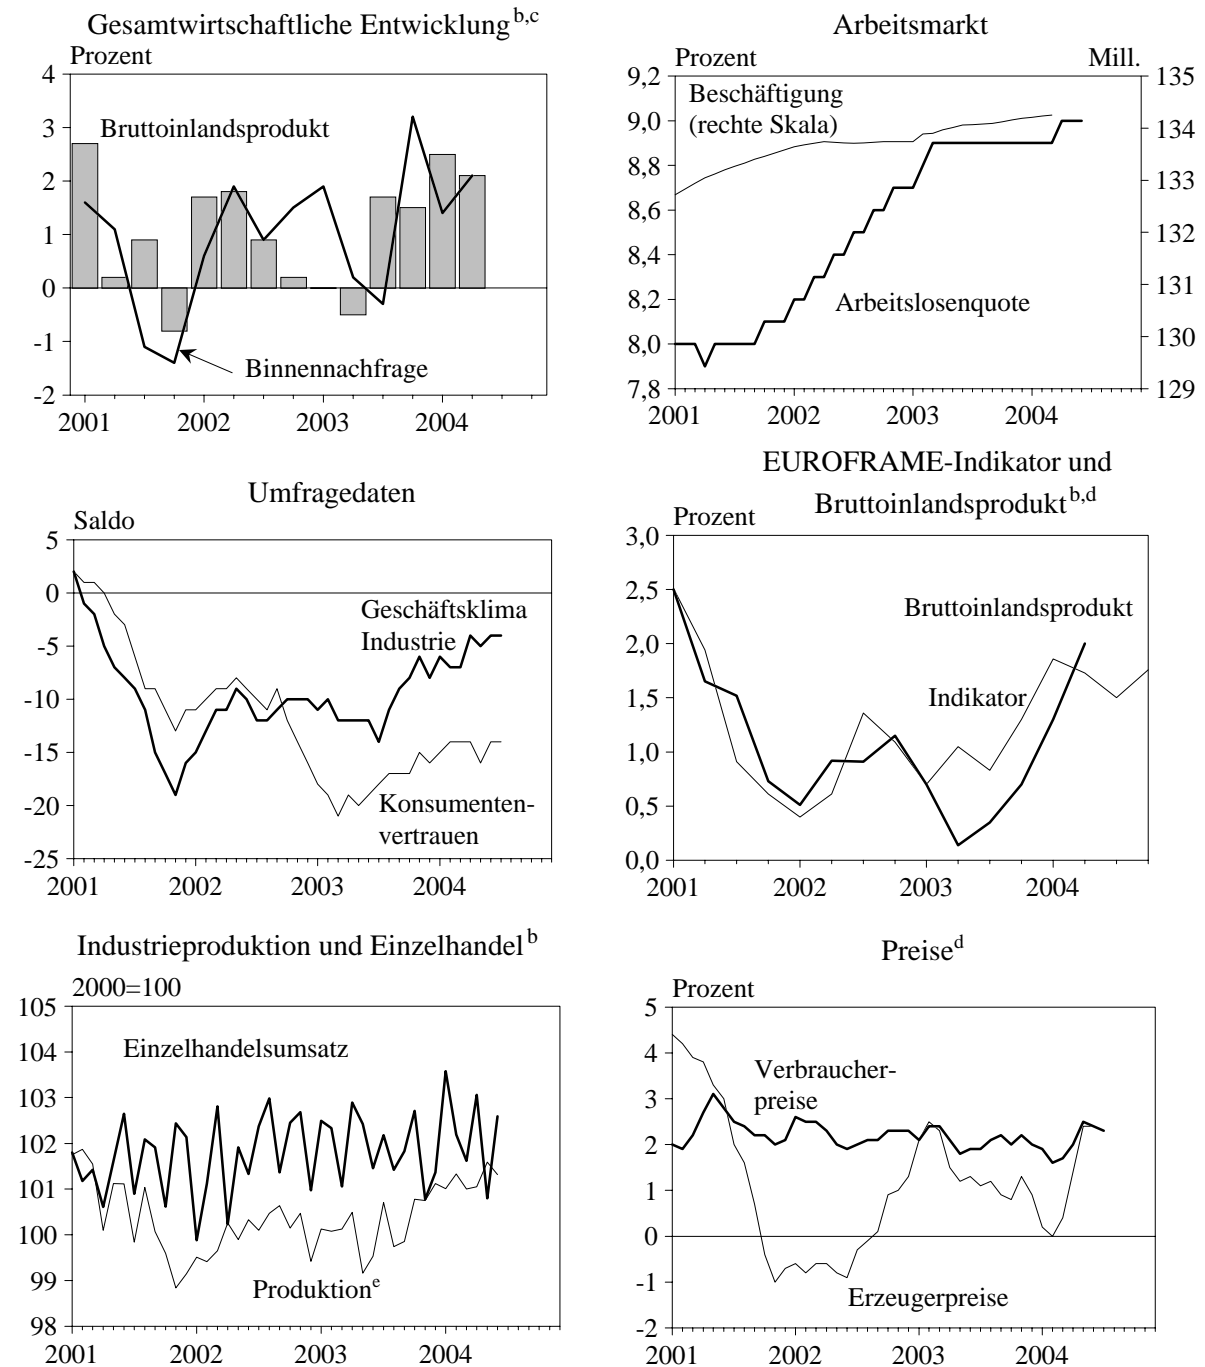 Gesamtwirtschaftliche Entwicklung b,c
Prozent
4
3
2
1
0
-1
-2
Bruttoinlandsprodukt
Binnennachfrage
2001 2002 2003 2004
Arbeitsmarkt
Prozent Mill.
9,2 135
9,0 134
8,8
8,6 133
8,4 132
8,2 131
8,0 130
7,8 129
Beschäftigung
(rechte Skala)
Arbeitslosenquote
2001 2002 2003 2004
Umfragedaten
Saldo
5
0
-5
-10
-15
-20
-25
Geschäftsklima
Industrie
Konsumenten-
vertrauen
2001 2002 2003 2004
EUROFRAME-Indikator und
Bruttoinlandsprodukt b,d
Prozent
3,0
2,5
2,0
1,5
1,0
0,5
0,0
Bruttoinlandsprodukt
Indikator
2001 2002 2003 2004
Industrieproduktion und Einzelhandel b
2000=100
105
104
103
102
101
100
99
98
Einzelhandelsumsatz
Produktion e
2001 2002 2003 2004
Preise d
Prozent
5
4
3
2
1
0
-1
-2
Verbraucher-
preise
Erzeugerpreise
2001 2002 2003 2004